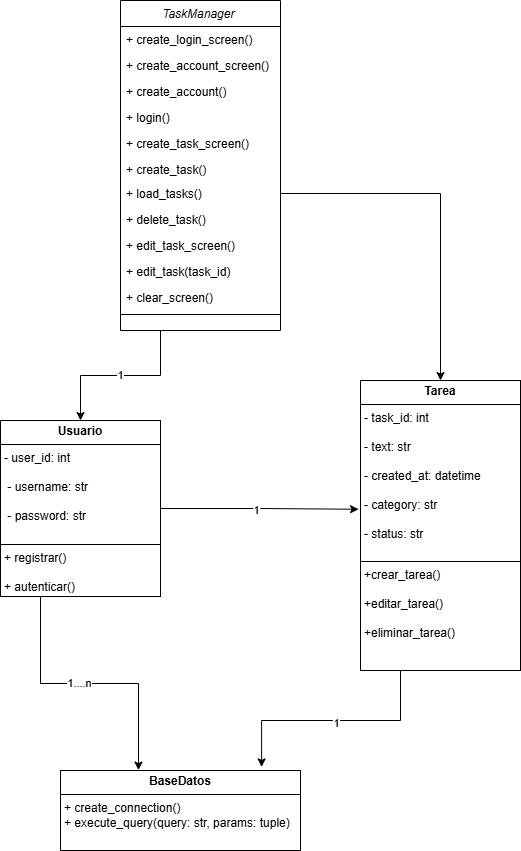 TaskManager
+ create_login_screen()
+ create_account_screen()
+ create_account()
+ login()
+ create_task_screen()
+ create_task()
+ load_tasks()
+ delete_task()
+ edit_task_screen()
+ edit_task(task_id)
+ clear_screen()
1
Usuario
- user_id: int
- username: str
- password: str
+ registrar()
+ autenticar()
1
Tarea
- task_id: int
- text: str
- created_at: datetime
- category: str
- status: str
+crear_tarea()
+editar_tarea()
+eliminar_tarea()
1....n
1
BaseDatos
+ create_connection()
+ execute_query(query: str, params: tuple)